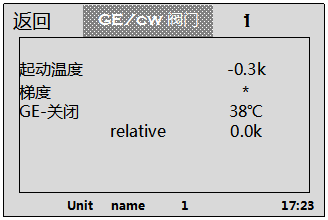 返回 GE/CW 阀门 1
起动温度 -0.3k
梯度 *
GE-关闭 38℃
relative 0.0k
Unit name 1 17:23